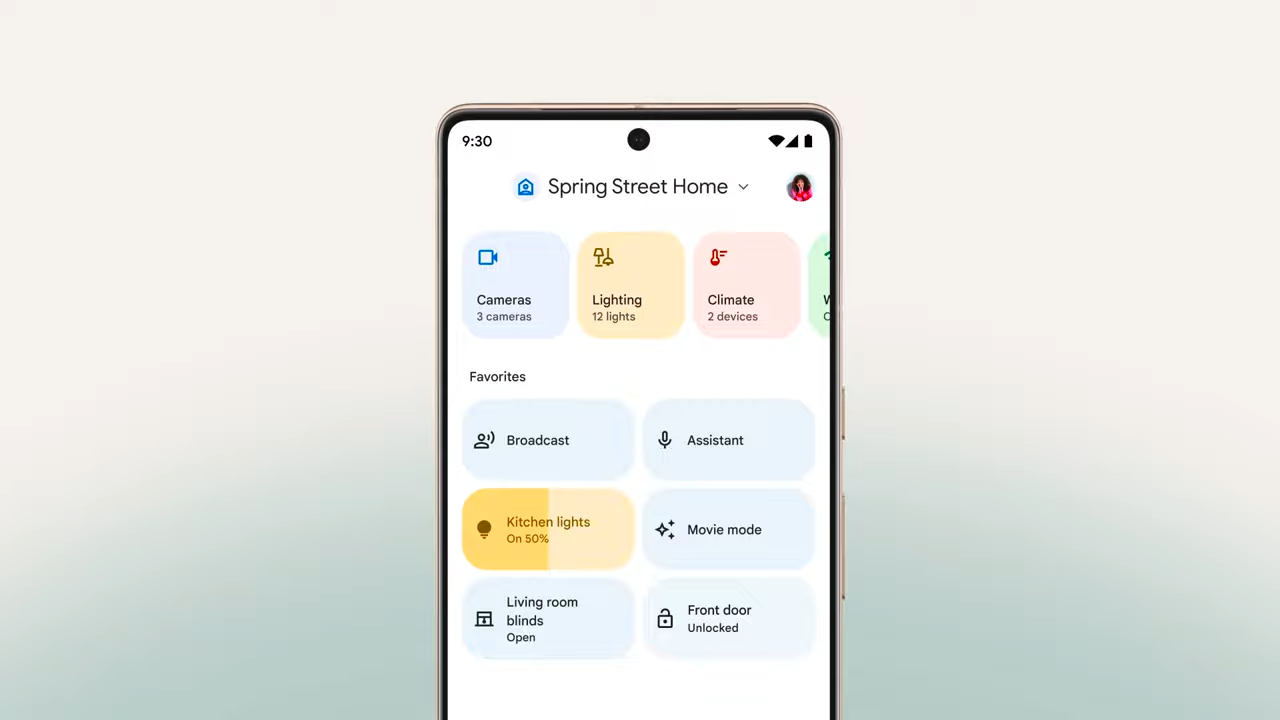 9:30
Spring Street Home
Cameras
3 cameras
Lighting
12 lights
Climate
2 devices
Favorites
Broadcast
Assistant
Kitchen lights
On 50%
Movie mode
Living room
blinds
Open
Front door
Unlocked